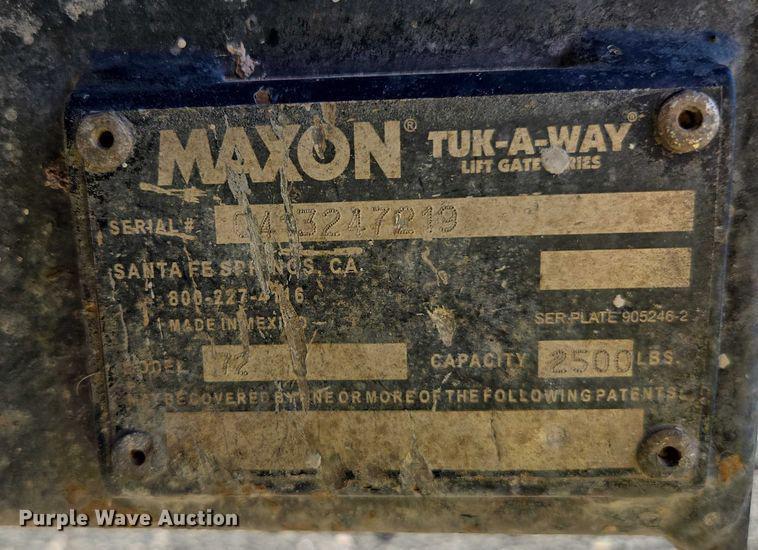 MAXON® TUK-A-WAY®
LIFT GATE SERIES
SERIAL#
SANTA FE SPRINGS, CA.
800-227-4116
MADE IN MEXICO
SER-PLATE 905246-2
MODEL 72 CAPACITY 2500 LBS.
MAY BE COVERED BY ONE OR MORE OF THE FOLLOWING PATENTS:
Purple Wave Auction